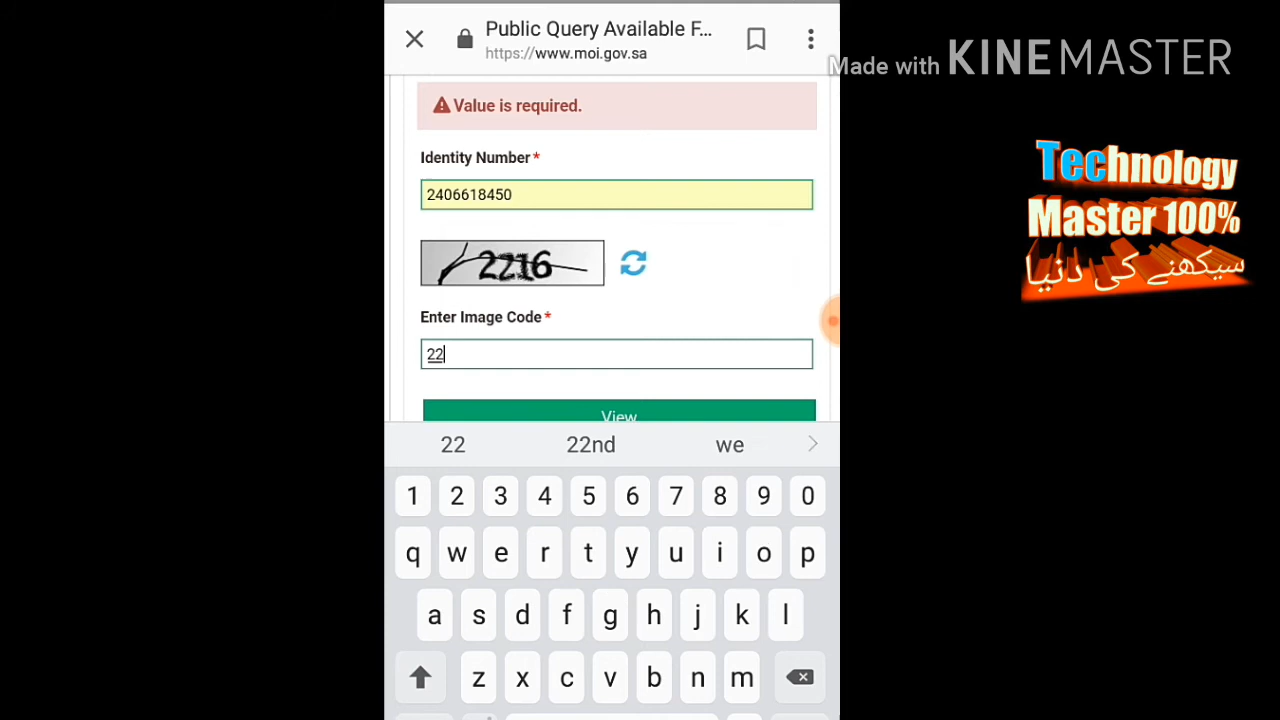 Public Query Available F...
https://www.moi.gov.sa
Made with KINEMASTER
Value is required.
Identity Number *
2406618450
2216
Enter Image Code *
22
View
22 22nd we
1 2 3 4 5 6 7 8 9 0
q w e r t y u i o p
a s d f g h j k l
z x c v b n m
Technology
Master 100%
سیکھنے کی دنیا